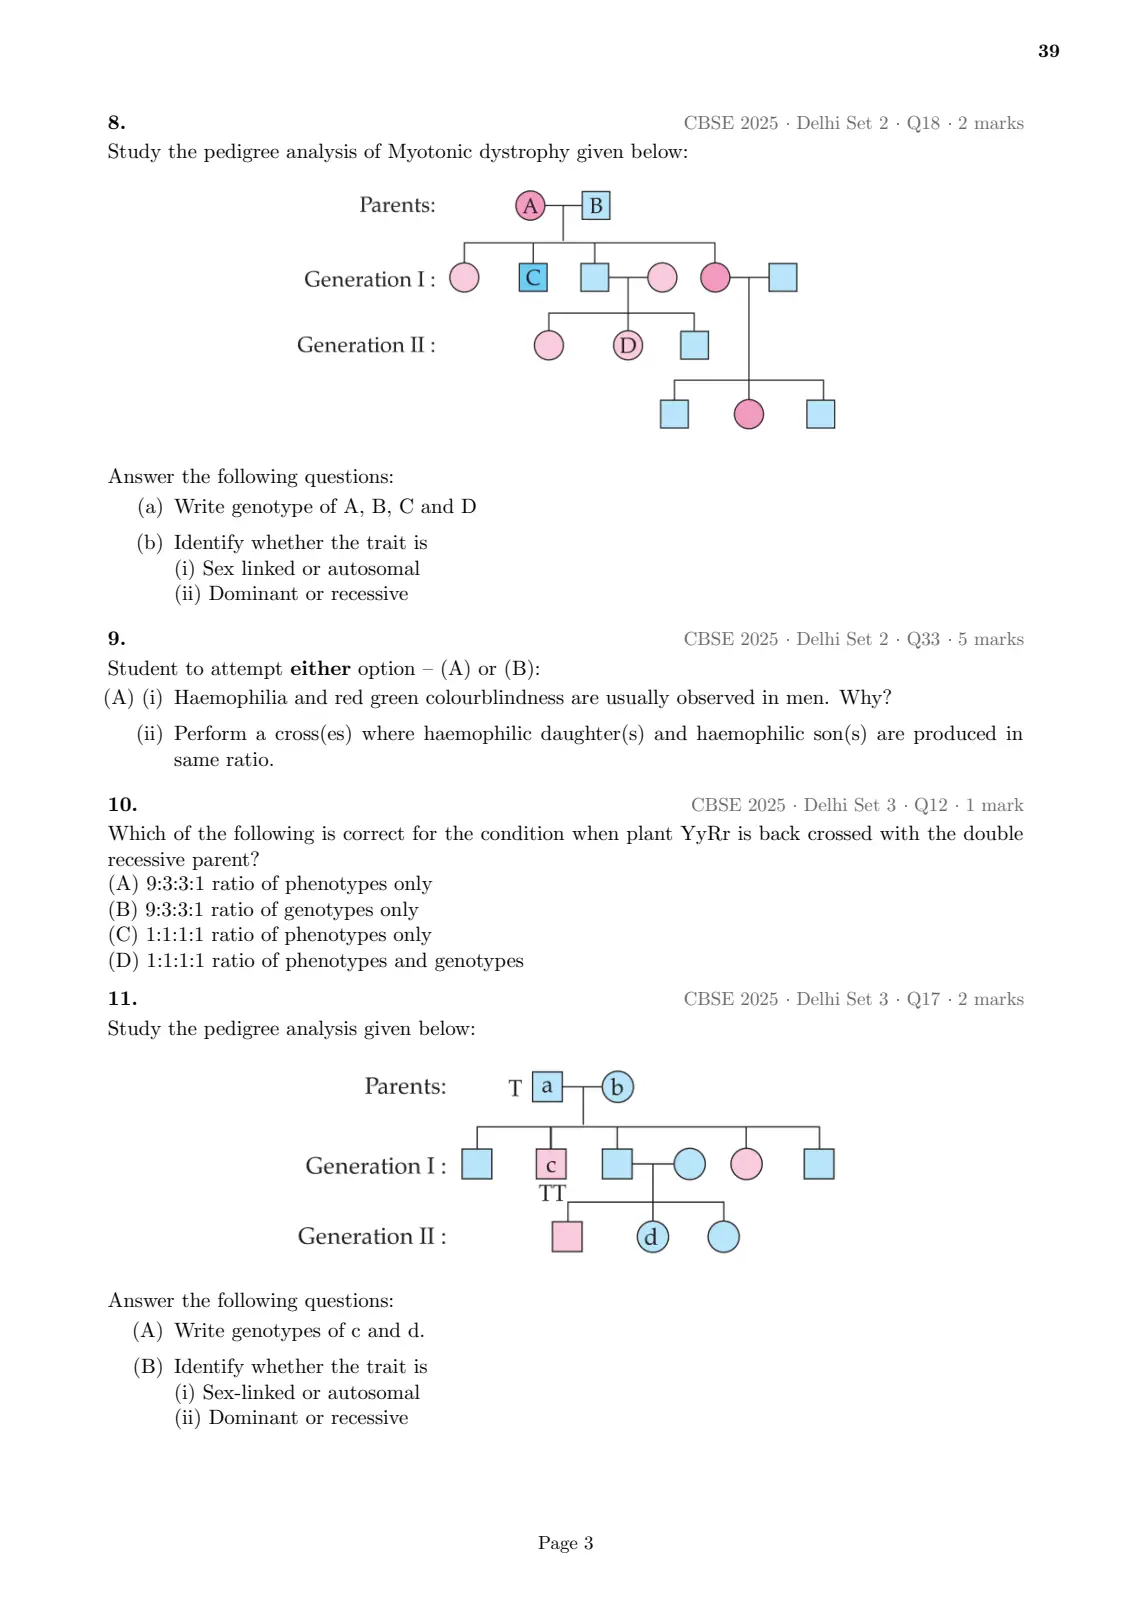 39
8. CBSE 2025 · Delhi Set 2 · Q18 · 2 marks
Study the pedigree analysis of Myotonic dystrophy given below:
Parents: A B
Generation I : C
Generation II : D
Answer the following questions:
(a) Write genotype of A, B, C and D
(b) Identify whether the trait is
(i) Sex linked or autosomal
(ii) Dominant or recessive
9. CBSE 2025 · Delhi Set 2 · Q33 · 5 marks
Student to attempt either option – (A) or (B):
(A) (i) Haemophilia and red green colourblindness are usually observed in men. Why?
(ii) Perform a cross(es) where haemophilic daughter(s) and haemophilic son(s) are produced in
same ratio.
10. CBSE 2025 · Delhi Set 3 · Q12 · 1 mark
Which of the following is correct for the condition when plant YyRr is back crossed with the double
recessive parent?
(A) 9:3:3:1 ratio of phenotypes only
(B) 9:3:3:1 ratio of genotypes only
(C) 1:1:1:1 ratio of phenotypes only
(D) 1:1:1:1 ratio of phenotypes and genotypes
11. CBSE 2025 · Delhi Set 3 · Q17 · 2 marks
Study the pedigree analysis given below:
Parents: T a b
Generation I : c
TT
Generation II : d
Answer the following questions:
(A) Write genotypes of c and d.
(B) Identify whether the trait is
(i) Sex-linked or autosomal
(ii) Dominant or recessive
Page 3